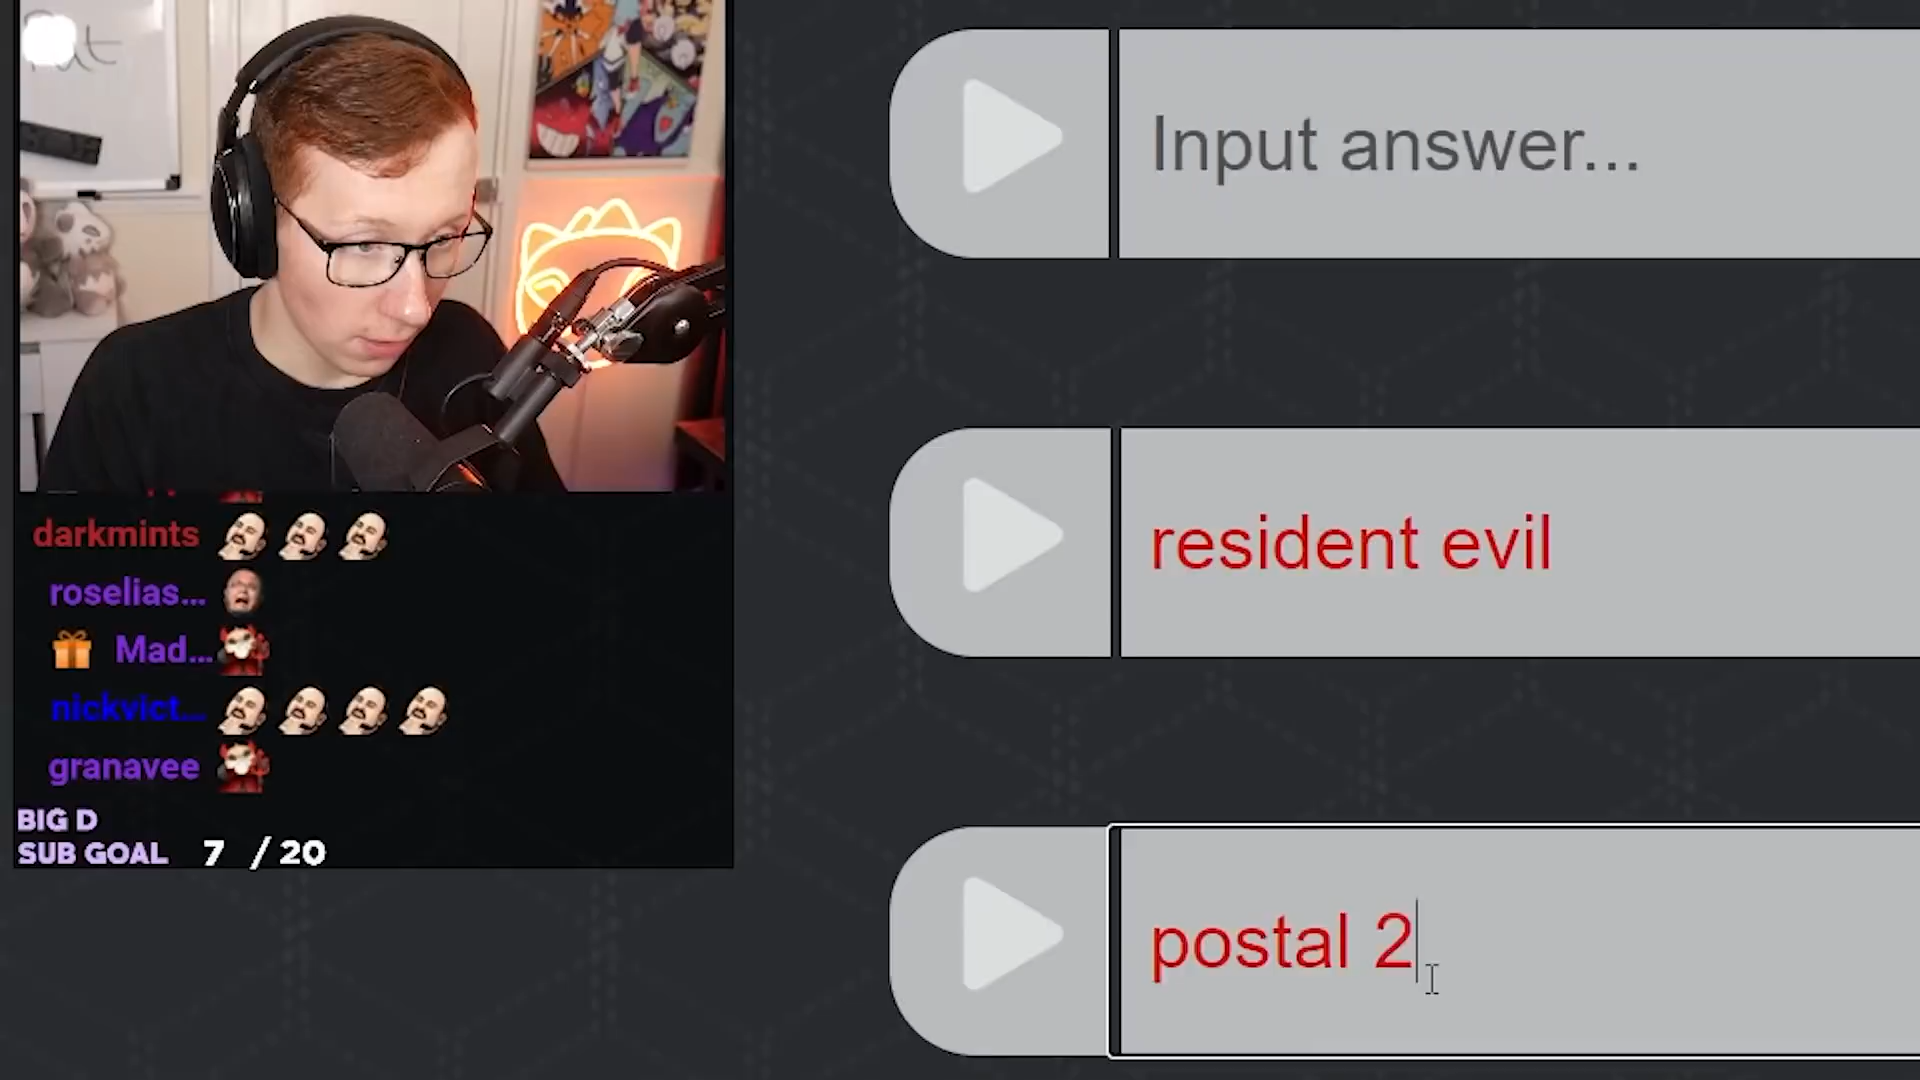 Input answer...
resident evil
postal 2
darkmints
roselias...
Mad...
nickvict...
granavee
BIG D
SUB GOAL 7 / 20